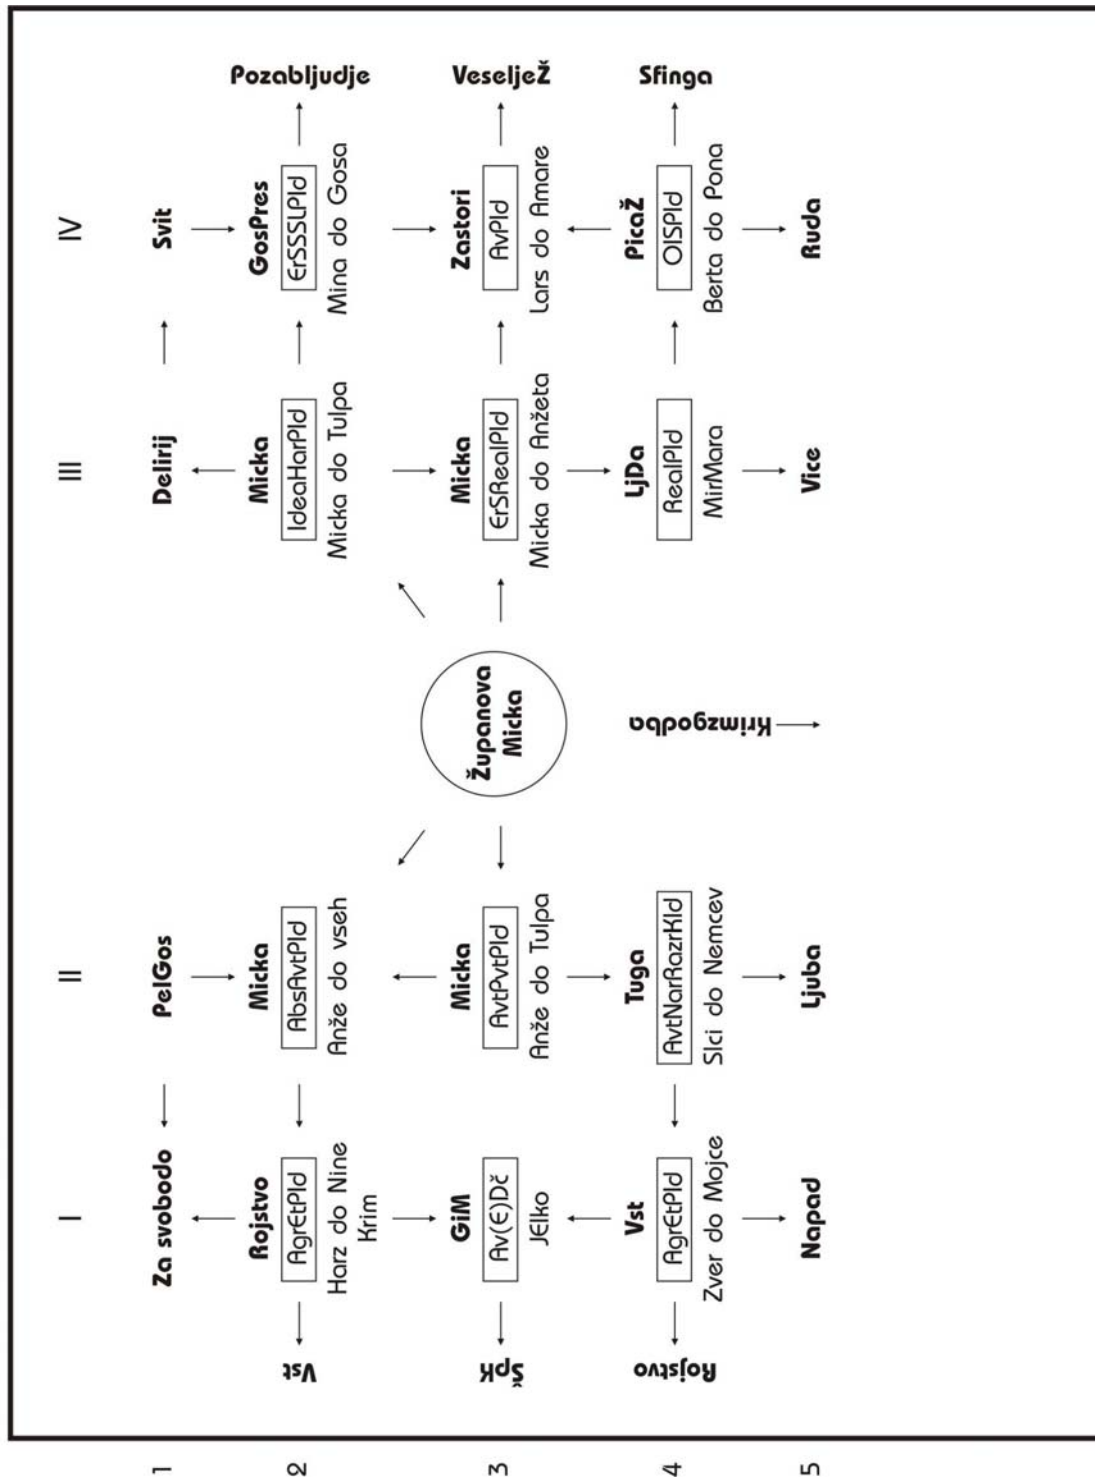 I
II
III
IV
1
Za svobodo
PelGos
Delirij
Svit
2
Vst
Rojstvo
AgrEtPld
Harz do Nine
Krim
Micka
AbsAvtPld
Anže do vseh
Micka
IdeaHarPld
Micka do Tulpa
GosPres
ErSSSLPld
Mina do Gosa
Pozabljudje
3
ŠpK
GiM
Av(E)Dč
JElko
Micka
AvtPvtPld
Anže do Tulpa
Županova
Micka
Micka
ErSRealPld
Micka do Anžeta
Zastori
AvPld
Lars do Amare
VeseljeŽ
4
Rojstvo
Vst
AgrEtPld
Zver do Mojce
Tuga
AvtNarRazrKld
Slci do Nemcev
Krimzgodba
LjDa
RealPld
MirMara
PicaŽ
OISPld
Berta do Pona
Sfinga
5
Napad
Ljuba
Vice
Ruda